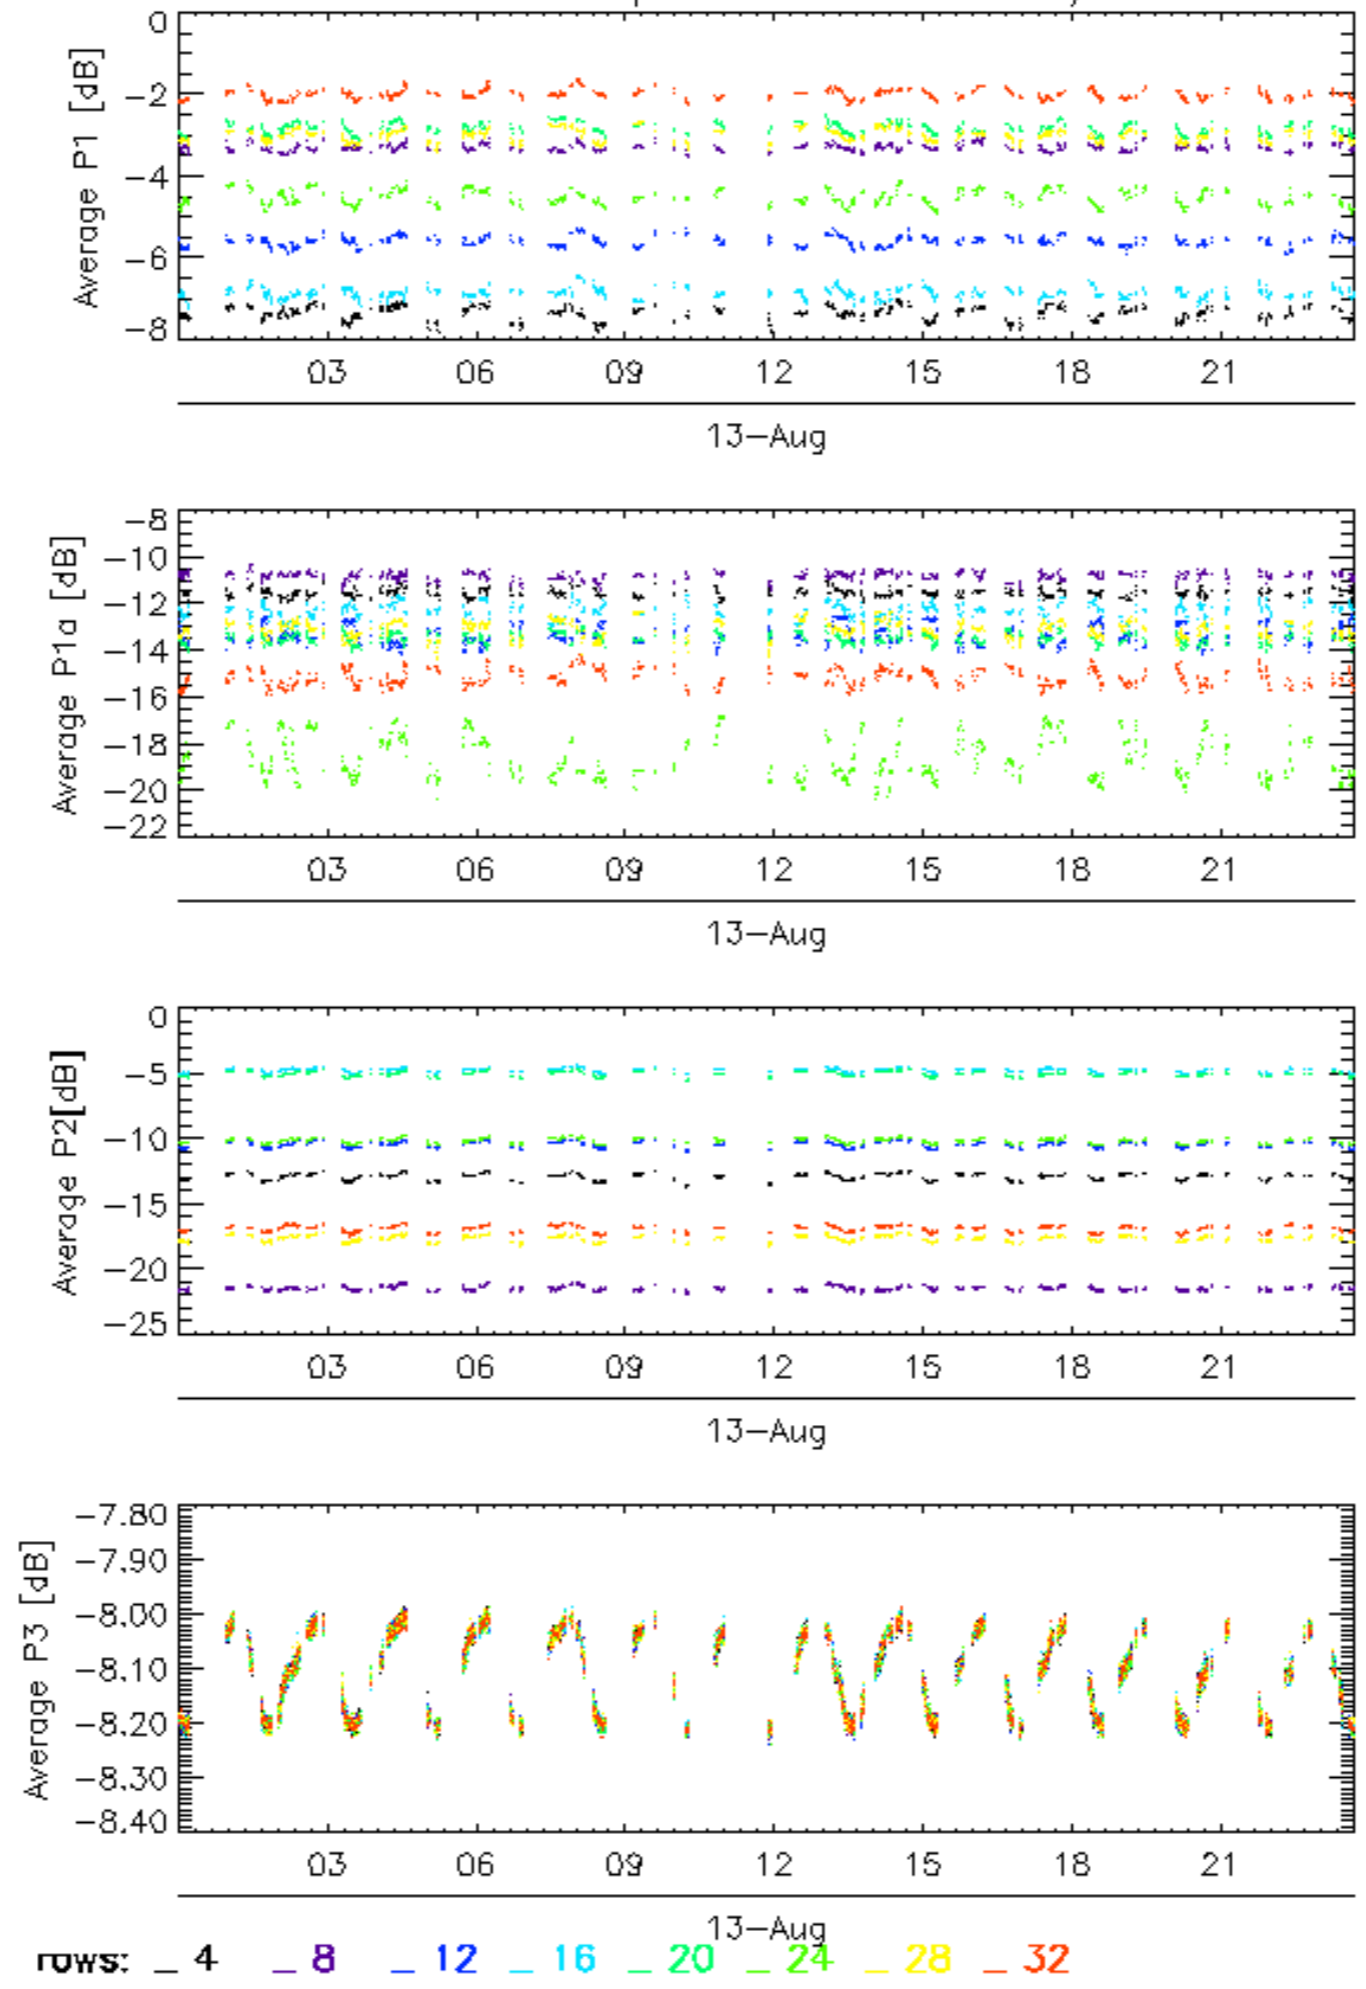 0
−2
−4
−6
−8
Average P1 [dB]
03 06 09 12 15 18 21
13−Aug
−8
−10
−12
−14
−16
−18
−20
−22
Average P1a [dB]
03 06 09 12 15 18 21
13−Aug
0
−5
−10
−15
−20
−25
Average P2[dB]
03 06 09 12 15 18 21
13−Aug
−7.80
−7.90
−8.00
−8.10
−8.20
−8.30
−8.40
Average P3 [dB]
03 06 09 12 15 18 21
13−Aug
rows: _ 4 _ 8 _ 12 _ 16 _ 20 _ 24 _ 28 _ 32